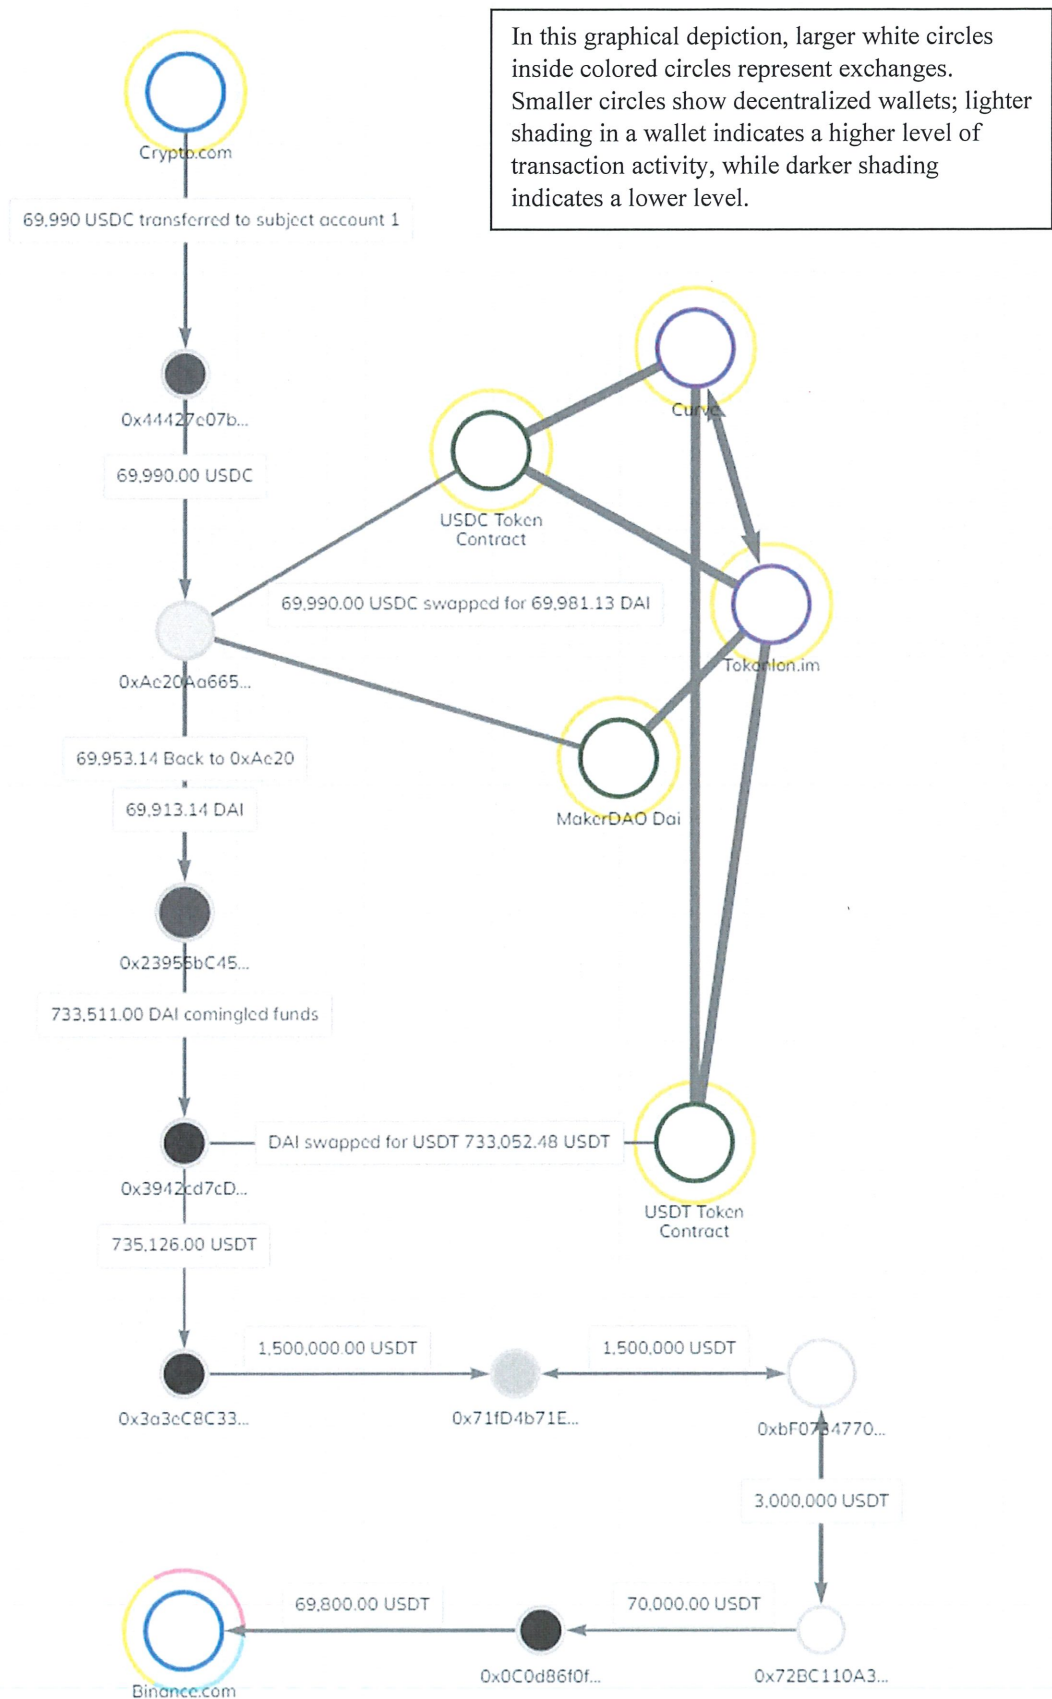 In this graphical depiction, larger white circles
inside colored circles represent exchanges.
Smaller circles show decentralized wallets; lighter
shading in a wallet indicates a higher level of
transaction activity, while darker shading
indicates a lower level.
Crypto.com
69,990 USDC transferred to subject account 1
0x44427e07b...
69,990.00 USDC
Curve
USDC Token
Contract
69,990.00 USDC swapped for 69,981.13 DAI
Tokenlon.im
0xAe20Aa665...
69,953.14 Back to 0xAe20
69,913.14 DAI
MakerDAO Dai
0x23955bC45...
733,511.00 DAI comingled funds
DAI swapped for USDT 733,052.48 USDT
0x3942cd7cD...
USDT Token
Contract
735,126.00 USDT
1,500,000.00 USDT
1,500,000 USDT
0x3a3cC8C33...
0x71fD4b71E...
0xbF0734770...
3,000,000 USDT
69,800.00 USDT
70,000.00 USDT
0x0C0d86f0f...
0x72BC110A3...
Binance.com